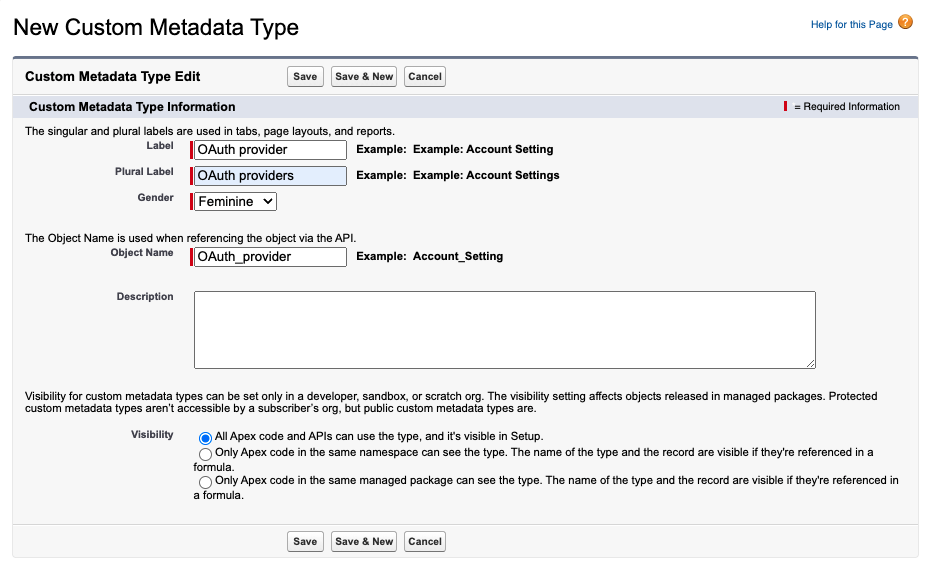 New Custom Metadata Type
Help for this Page ?
Custom Metadata Type Edit Save Save & New Cancel
Custom Metadata Type Information = Required Information
The singular and plural labels are used in tabs, page layouts, and reports.
Label OAuth provider Example: Example: Account Setting
Plural Label OAuth providers Example: Example: Account Settings
Gender Feminine
The Object Name is used when referencing the object via the API.
Object Name OAuth_provider Example: Account_Setting
Description
Visibility for custom metadata types can be set only in a developer, sandbox, or scratch org. The visibility setting affects objects released in managed packages. Protected
custom metadata types aren't accessible by a subscriber's org, but public custom metadata types are.
Visibility All Apex code and APIs can use the type, and it's visible in Setup.
Only Apex code in the same namespace can see the type. The name of the type and the record are visible if they're referenced in a
formula.
Only Apex code in the same managed package can see the type. The name of the type and the record are visible if they're referenced in
a formula.
Save Save & New Cancel